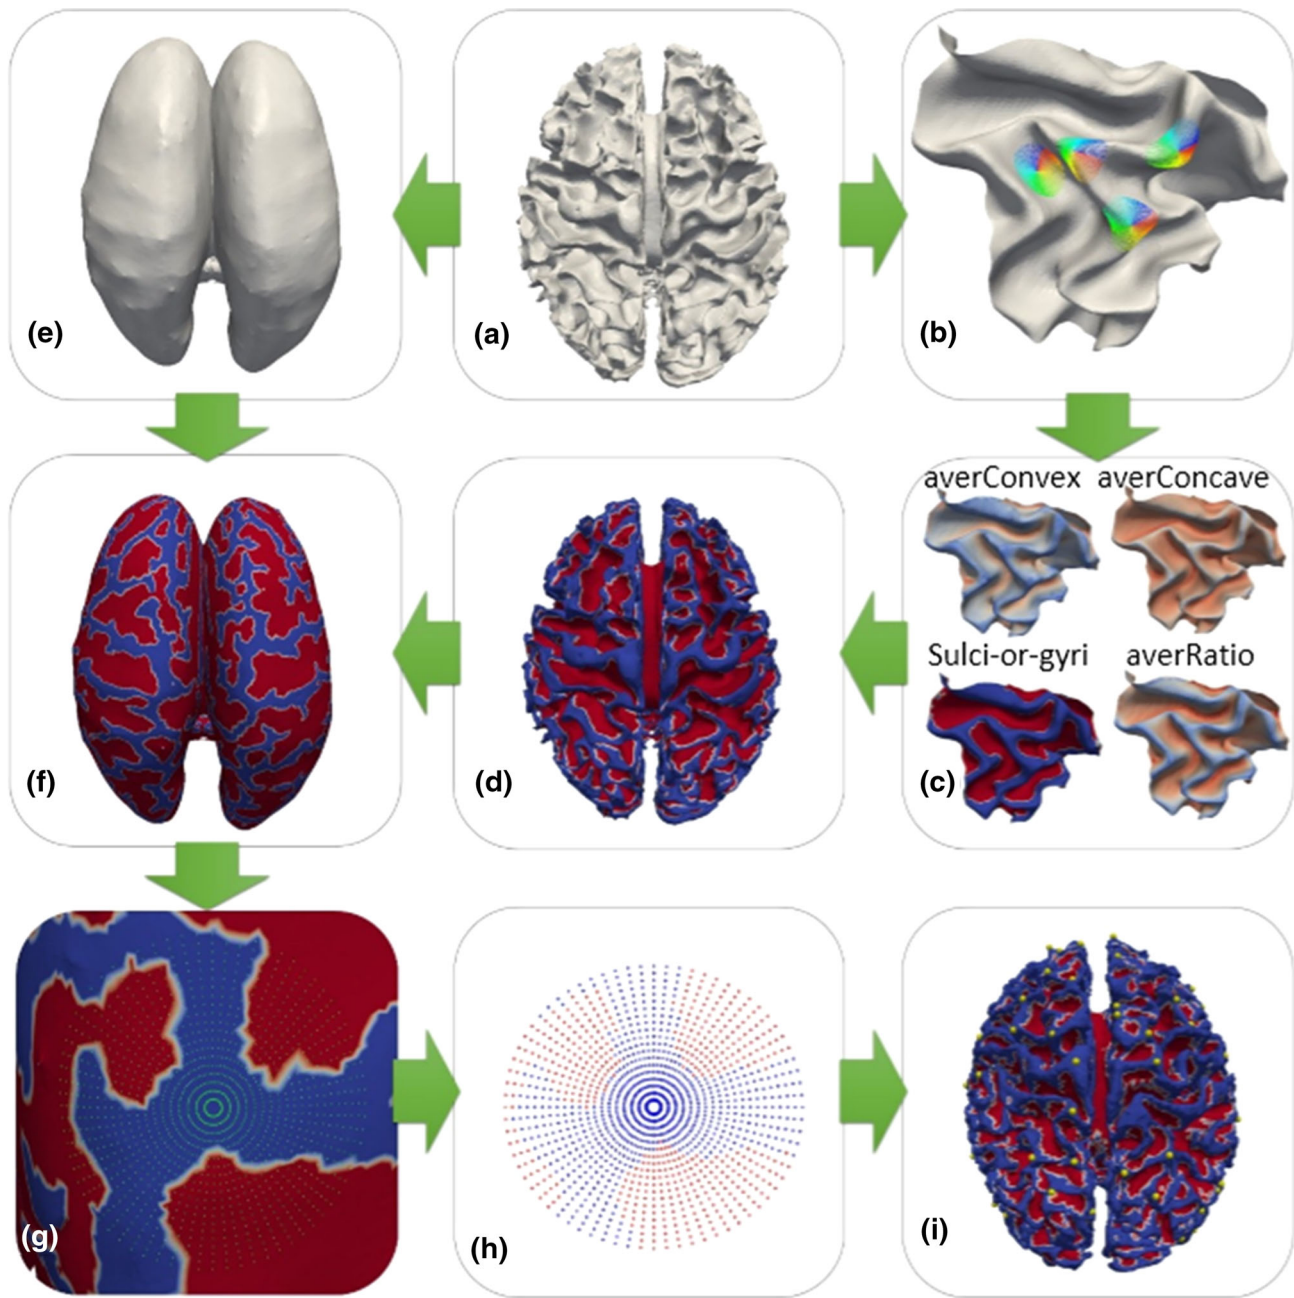 (e)
(a)
(b)
averConvex averConcave
Sulci-or-gyri averRatio
(f)
(d)
(c)
(g)
(h)
(i)